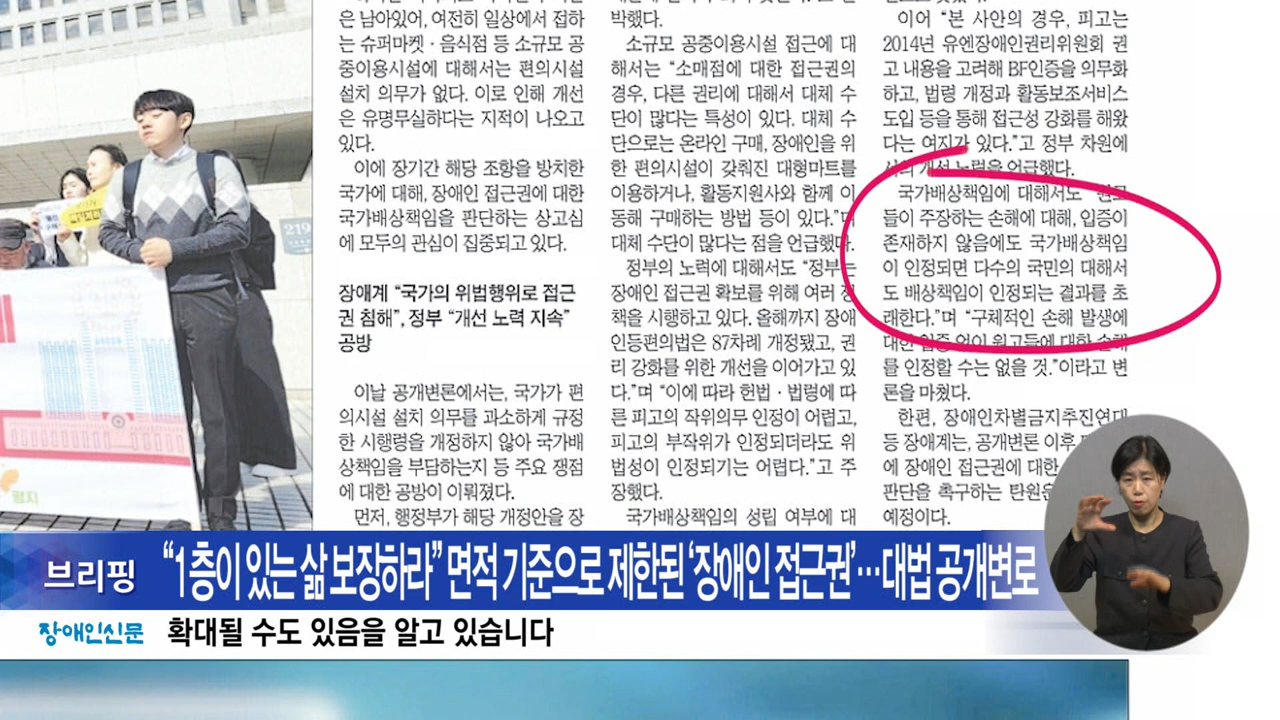 은 남아있어, 여전히 일상에서 접하
는 슈퍼마켓·음식점 등 소규모 공
중이용시설에 대해서는 편의시설
설치 의무가 없다. 이로 인해 개선
은 유명무실하다는 지적이 나오고
있다.
이에 장기간 해당 조항을 방치한
국가에 대해, 장애인 접근권에 대한
국가배상책임을 판단하는 상고심
에 모두의 관심이 집중되고 있다.
장애계 “국가의 위법행위로 접근
권 침해”, 정부 “개선 노력 지속”
공방
이날 공개변론에서는, 국가가 편
의시설 설치 의무를 과소하게 규정
한 시행령을 개정하지 않아 국가배
상책임을 부담하는지 등 주요 쟁점
에 대한 공방이 이뤄졌다.
먼저, 행정부가 해당 개정안을 장
박했다.
소규모 공중이용시설 접근에 대
해서는 “소매점에 대한 접근권의
경우, 다른 권리에 대해서 대체 수
단이 많다는 특성이 있다. 대체 수
단으로는 온라인 구매, 장애인을 위
한 편의시설이 갖춰진 대형마트를
이용하거나, 활동지원사와 함께 이
동해 구매하는 방법 등이 있다.”며
대체 수단이 많다는 점을 언급했다.
정부의 노력에 대해서도 “정부는
장애인 접근권 확보를 위해 여러 정
책을 시행하고 있다. 올해까지 장애
인등편의법은 87차례 개정됐고, 권
리 강화를 위한 개선을 이어가고 있
다.”며 “이에 따라 헌법·법령에 따
른 피고의 작위의무 인정이 어렵고,
피고의 부작위가 인정되더라도 위
법성이 인정되기는 어렵다.”고 주
장했다.
국가배상책임의 성립 여부에 대
이어 “본 사안의 경우, 피고는
2014년 유엔장애인권리위원회 권
고 내용을 고려해 BF인증을 의무화
하고, 법령 개정과 활동보조서비스
도입 등을 통해 접근성 강화를 해왔
다는 여지가 있다.”고 정부 차원에
서의 개선 노력을 언급했다.
국가배상책임에 대해서도 “원고
들이 주장하는 손해에 대해, 입증이
존재하지 않음에도 국가배상책임
이 인정되면 다수의 국민의 대해서
도 배상책임이 인정되는 결과를 초
래한다.”며 “구체적인 손해 발생에
대한 입증 없이 원고들에 대한 손해
를 인정할 수는 없을 것.”이라고 변
론을 마쳤다.
한편, 장애인차별금지추진연대
등 장애계는, 공개변론 이후
에 장애인 접근권에 대한
판단을 촉구하는 탄원
예정이다.
219
평지
브리핑 “1층이 있는 삶 보장하라” 면적 기준으로 제한된 ‘장애인 접근권’…대법 공개변로
장애인신문 확대될 수도 있음을 알고 있습니다